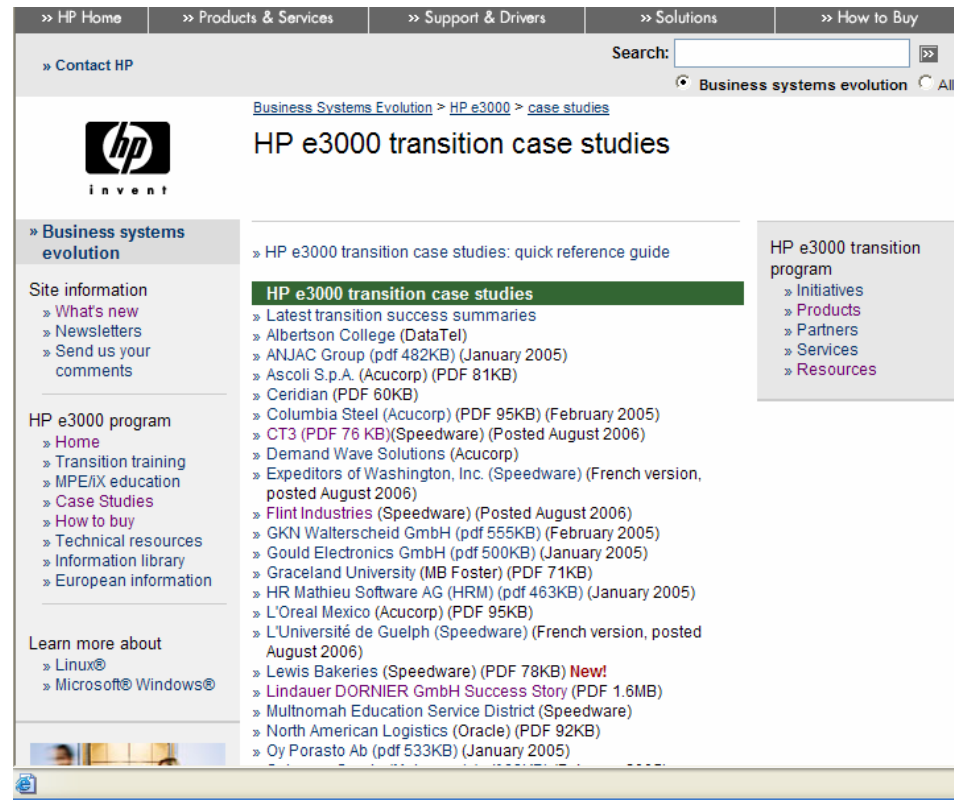 » HP Home
» Products & Services
» Support & Drivers
» Solutions
» How to Buy
» Contact HP
Search:
»
Business systems evolution
All
Business Systems Evolution > HP e3000 > case studies
HP e3000 transition case studies
hp
invent
» Business systems
evolution
Site information
» What's new
» Newsletters
» Send us your
comments
HP e3000 program
» Home
» Transition training
» MPE/iX education
» Case Studies
» How to buy
» Technical resources
» Information library
» European information
Learn more about
» Linux®
» Microsoft® Windows®
» HP e3000 transition case studies: quick reference guide
HP e3000 transition case studies
» Latest transition success summaries
» Albertson College (DataTel)
» ANJAC Group (pdf 482KB) (January 2005)
» Ascoli S.p.A. (Acucorp) (PDF 81KB)
» Ceridian (PDF 60KB)
» Columbia Steel (Acucorp) (PDF 95KB) (February 2005)
» CT3 (PDF 76 KB)(Speedware) (Posted August 2006)
» Demand Wave Solutions (Acucorp)
» Expeditors of Washington, Inc. (Speedware) (French version,
posted August 2006)
» Flint Industries (Speedware) (Posted August 2006)
» GKN Walterscheid GmbH (pdf 555KB) (February 2005)
» Gould Electronics GmbH (pdf 500KB) (January 2005)
» Graceland University (MB Foster) (PDF 71KB)
» HR Mathieu Software AG (HRM) (pdf 463KB) (January 2005)
» L'Oreal Mexico (Acucorp) (PDF 95KB)
» L'Université de Guelph (Speedware) (French version, posted
August 2006)
» Lewis Bakeries (Speedware) (PDF 78KB) New!
» Lindauer DORNIER GmbH Success Story (PDF 1.6MB)
» Multnomah Education Service District (Speedware)
» North American Logistics (Oracle) (PDF 92KB)
» Oy Porasto Ab (pdf 533KB) (January 2005)
HP e3000 transition
program
» Initiatives
» Products
» Partners
» Services
» Resources